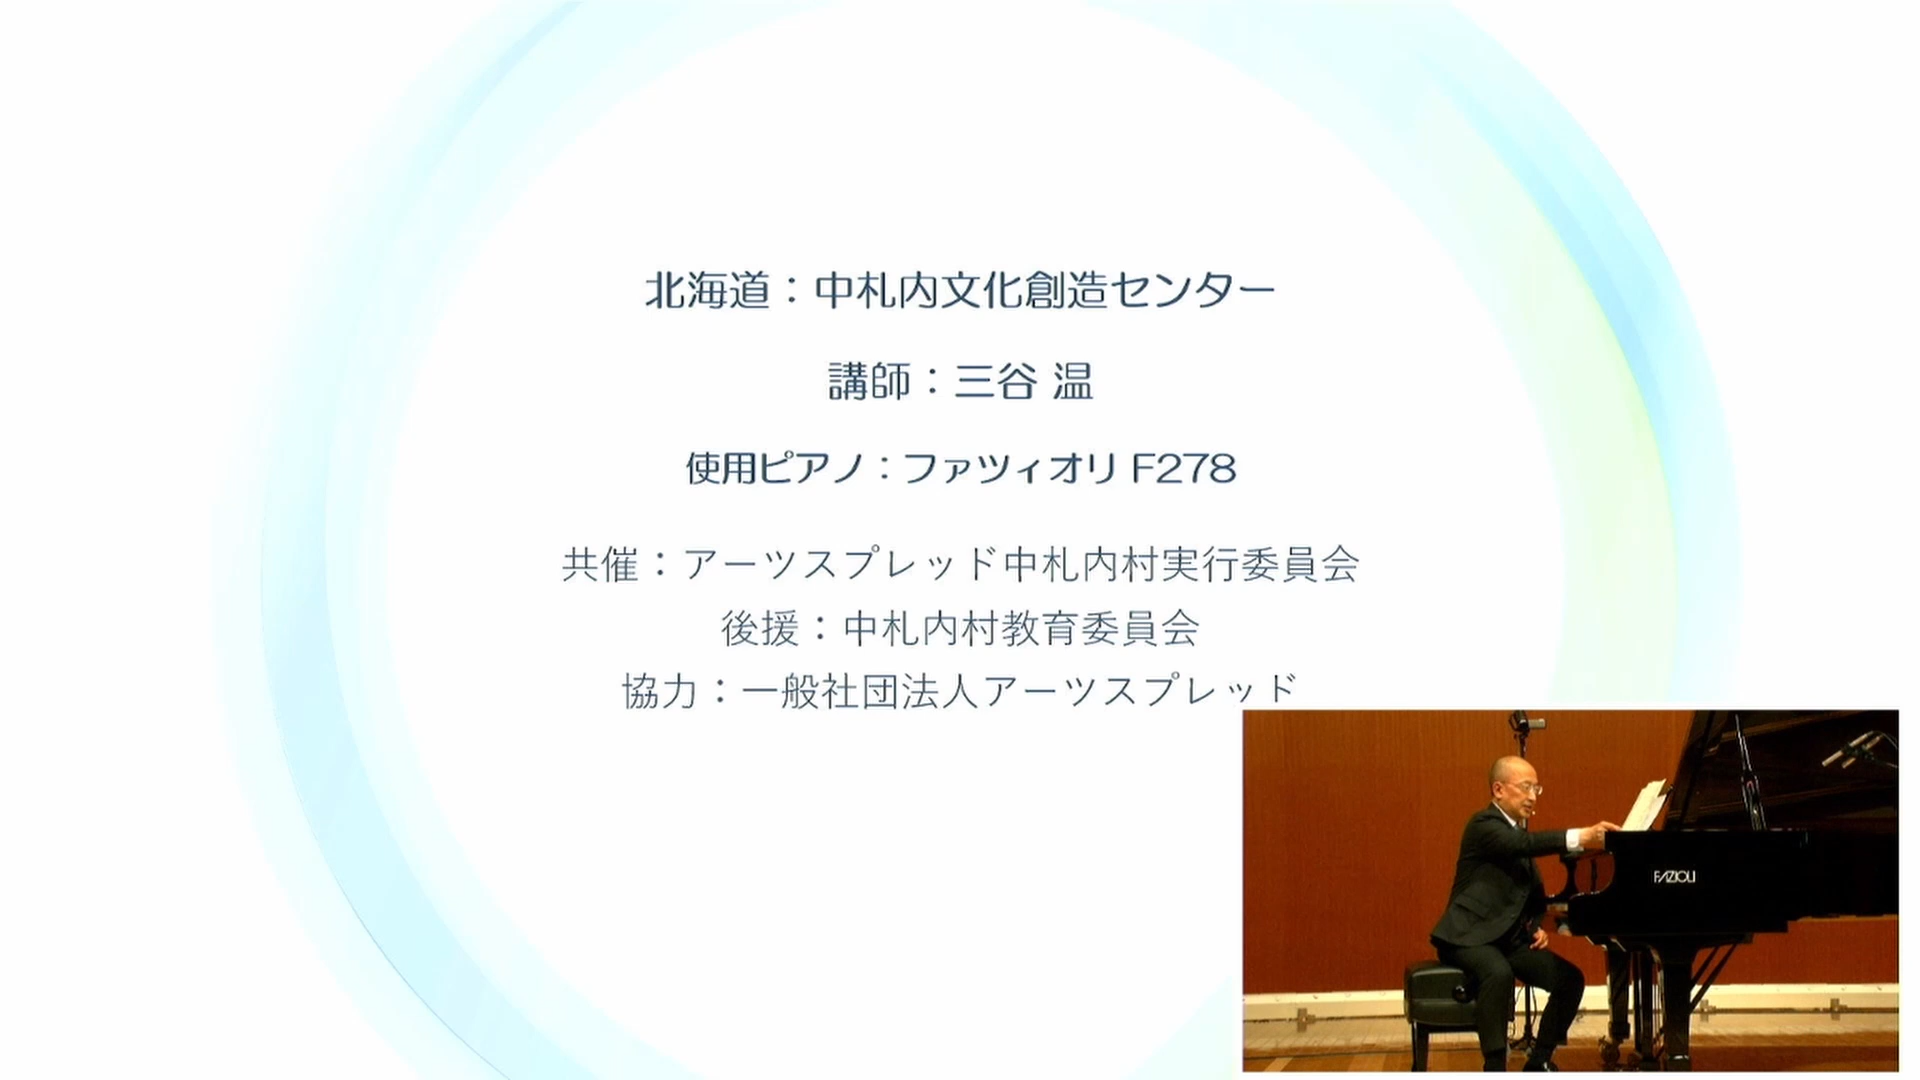 北海道：中札内文化創造センター
講師：三谷 温
使用ピアノ：ファツィオリ F278
共催：アーツスプレッド中札内村実行委員会
後援：中札内村教育委員会
協力：一般社団法人アーツスプレッド
FAZIOLI